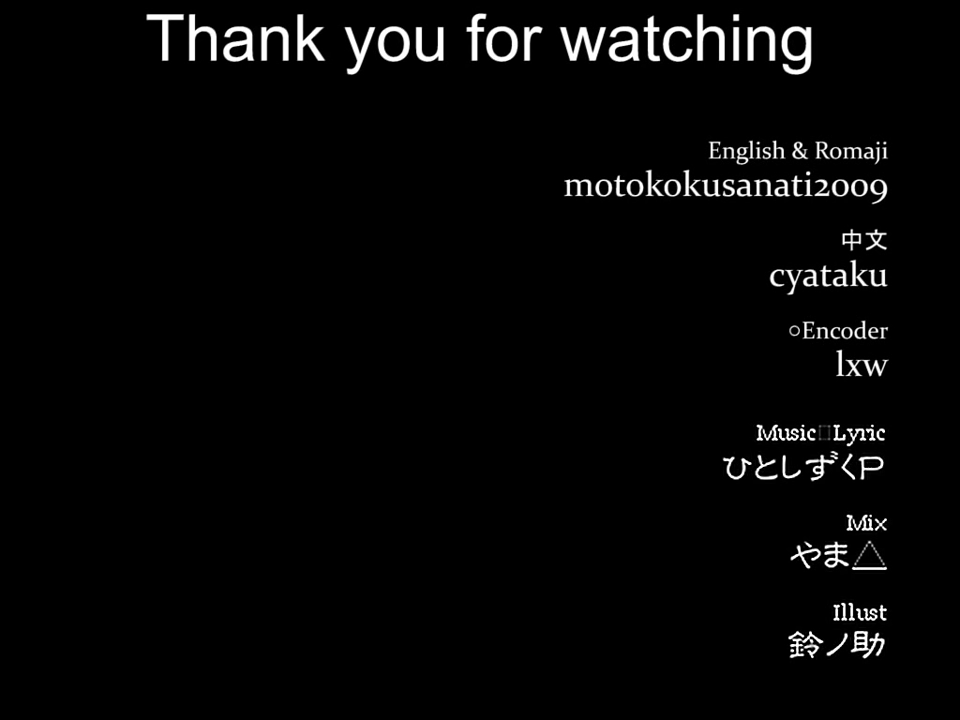 Thank you for watching
English & Romaji
motokokusanati2009
中文
cyataku
○Encoder
lxw
Music□Lyric
ひとしずくP
Mix
やま△
Illust
鈴ノ助